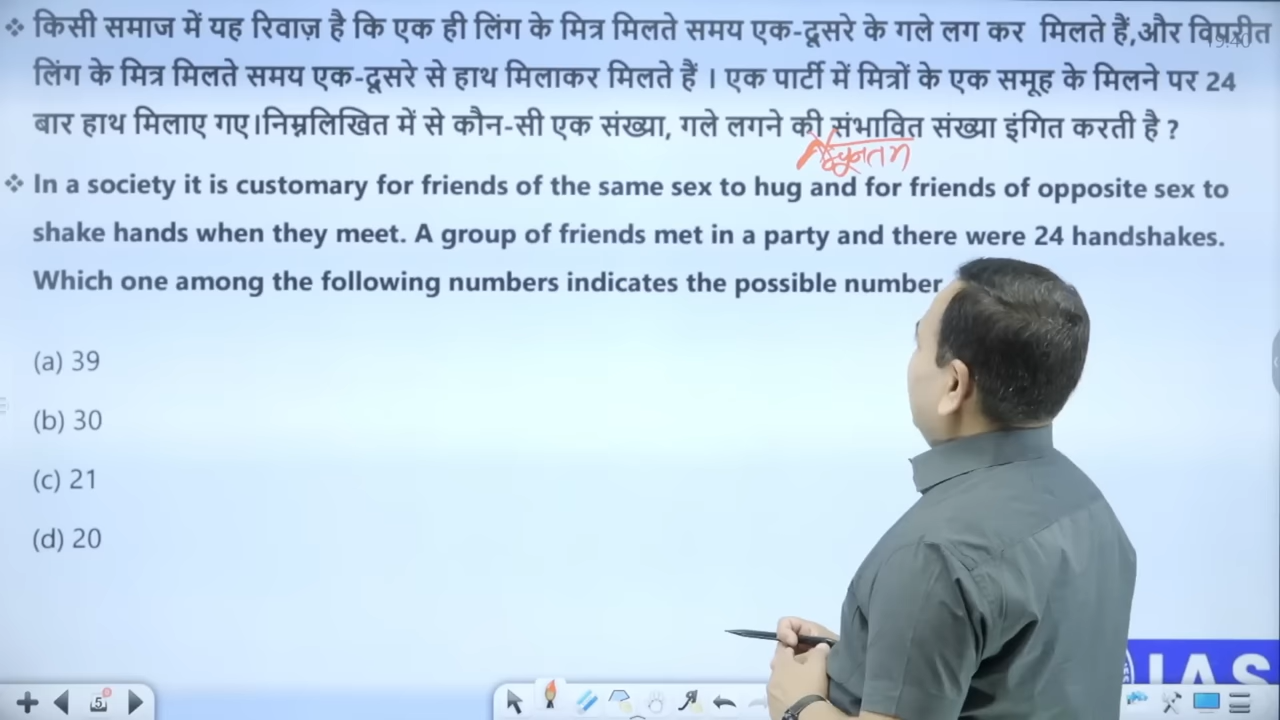 ❖ किसी समाज में यह रिवाज़ है कि एक ही लिंग के मित्र मिलते समय एक-दूसरे के गले लग कर मिलते हैं,और विपरीत
लिंग के मित्र मिलते समय एक-दूसरे से हाथ मिलाकर मिलते हैं । एक पार्टी में मित्रों के एक समूह के मिलने पर 24
बार हाथ मिलाए गए।निम्नलिखित में से कौन-सी एक संख्या, गले लगने की संभावित संख्या इंगित करती है ?
न्यूनतम
❖ In a society it is customary for friends of the same sex to hug and for friends of opposite sex to
shake hands when they meet. A group of friends met in a party and there were 24 handshakes.
Which one among the following numbers indicates the possible number
(a) 39
(b) 30
(c) 21
(d) 20
IAS
5